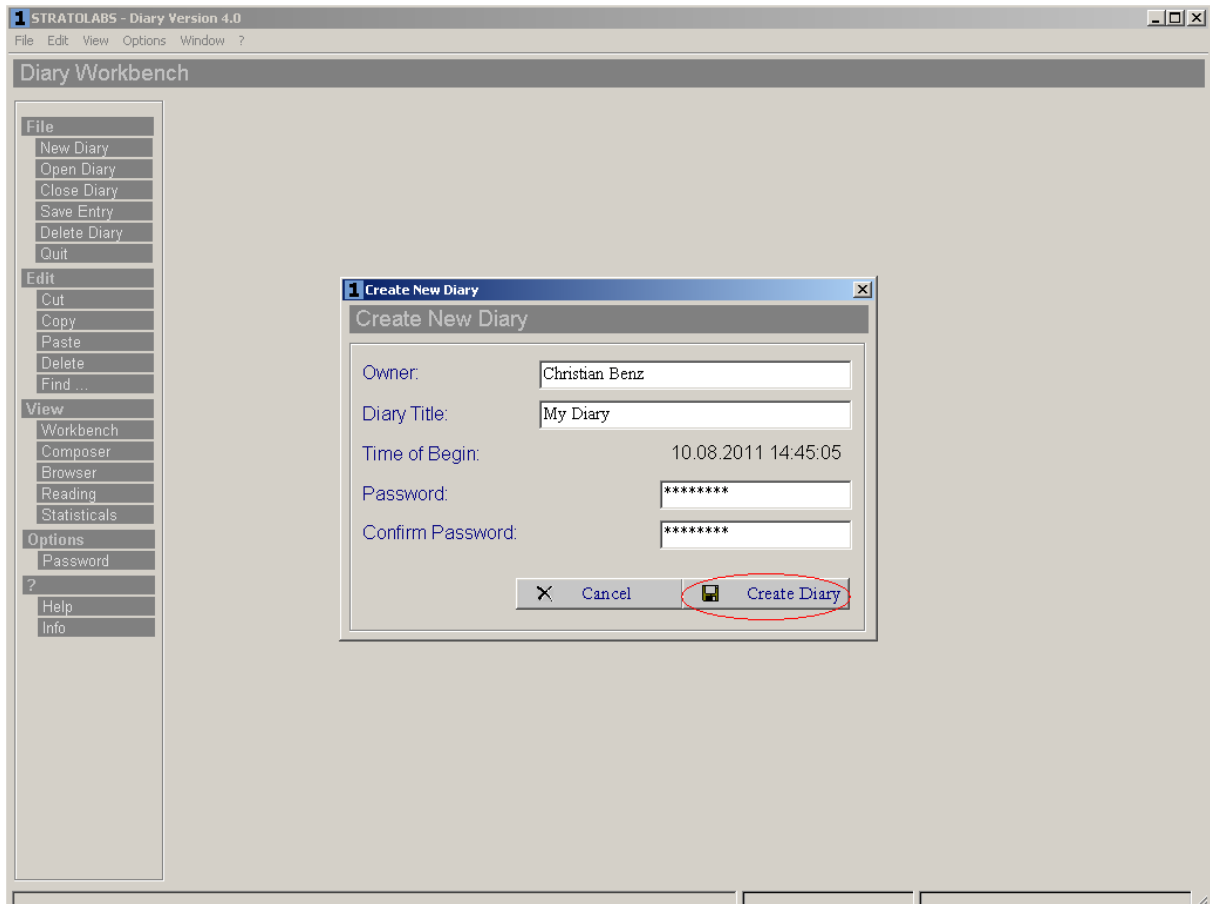 1 STRATOLABS - Diary Version 4.0
File Edit View Options Window ?
Diary Workbench
File
New Diary
Open Diary
Close Diary
Save Entry
Delete Diary
Quit
Edit
Cut
Copy
Paste
Delete
Find ...
View
Workbench
Composer
Browser
Reading
Statisticals
Options
Password
?
Help
Info
1 Create New Diary
Create New Diary
Owner: Christian Benz
Diary Title: My Diary
Time of Begin: 10.08.2011 14:45:05
Password: ********
Confirm Password: ********
Cancel Create Diary